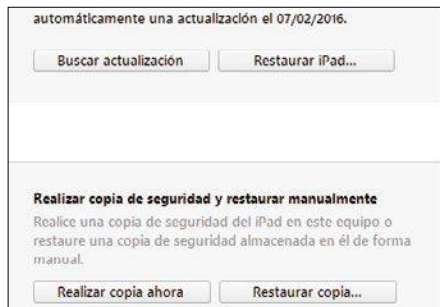 automáticamente una actualización el 07/02/2016.
Buscar actualización Restaurar iPad...
Realizar copia de seguridad y restaurar manualmente
Realice una copia de seguridad del iPad en este equipo o
restaure una copia de seguridad almacenada en él de forma
manual.
Realizar copia ahora Restaurar copia...